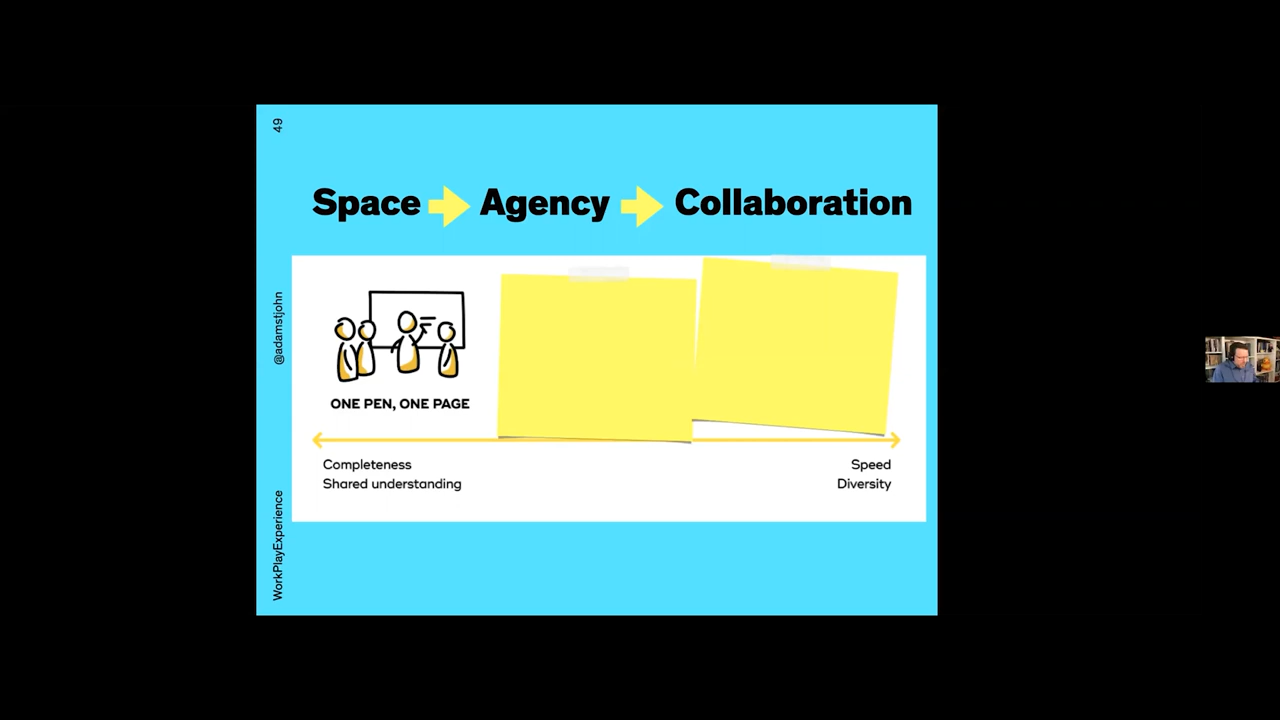 49
Space Agency Collaboration
@adamstjohn
ONE PEN, ONE PAGE
Completeness
Shared understanding
Speed
Diversity
WorkPlayExperience